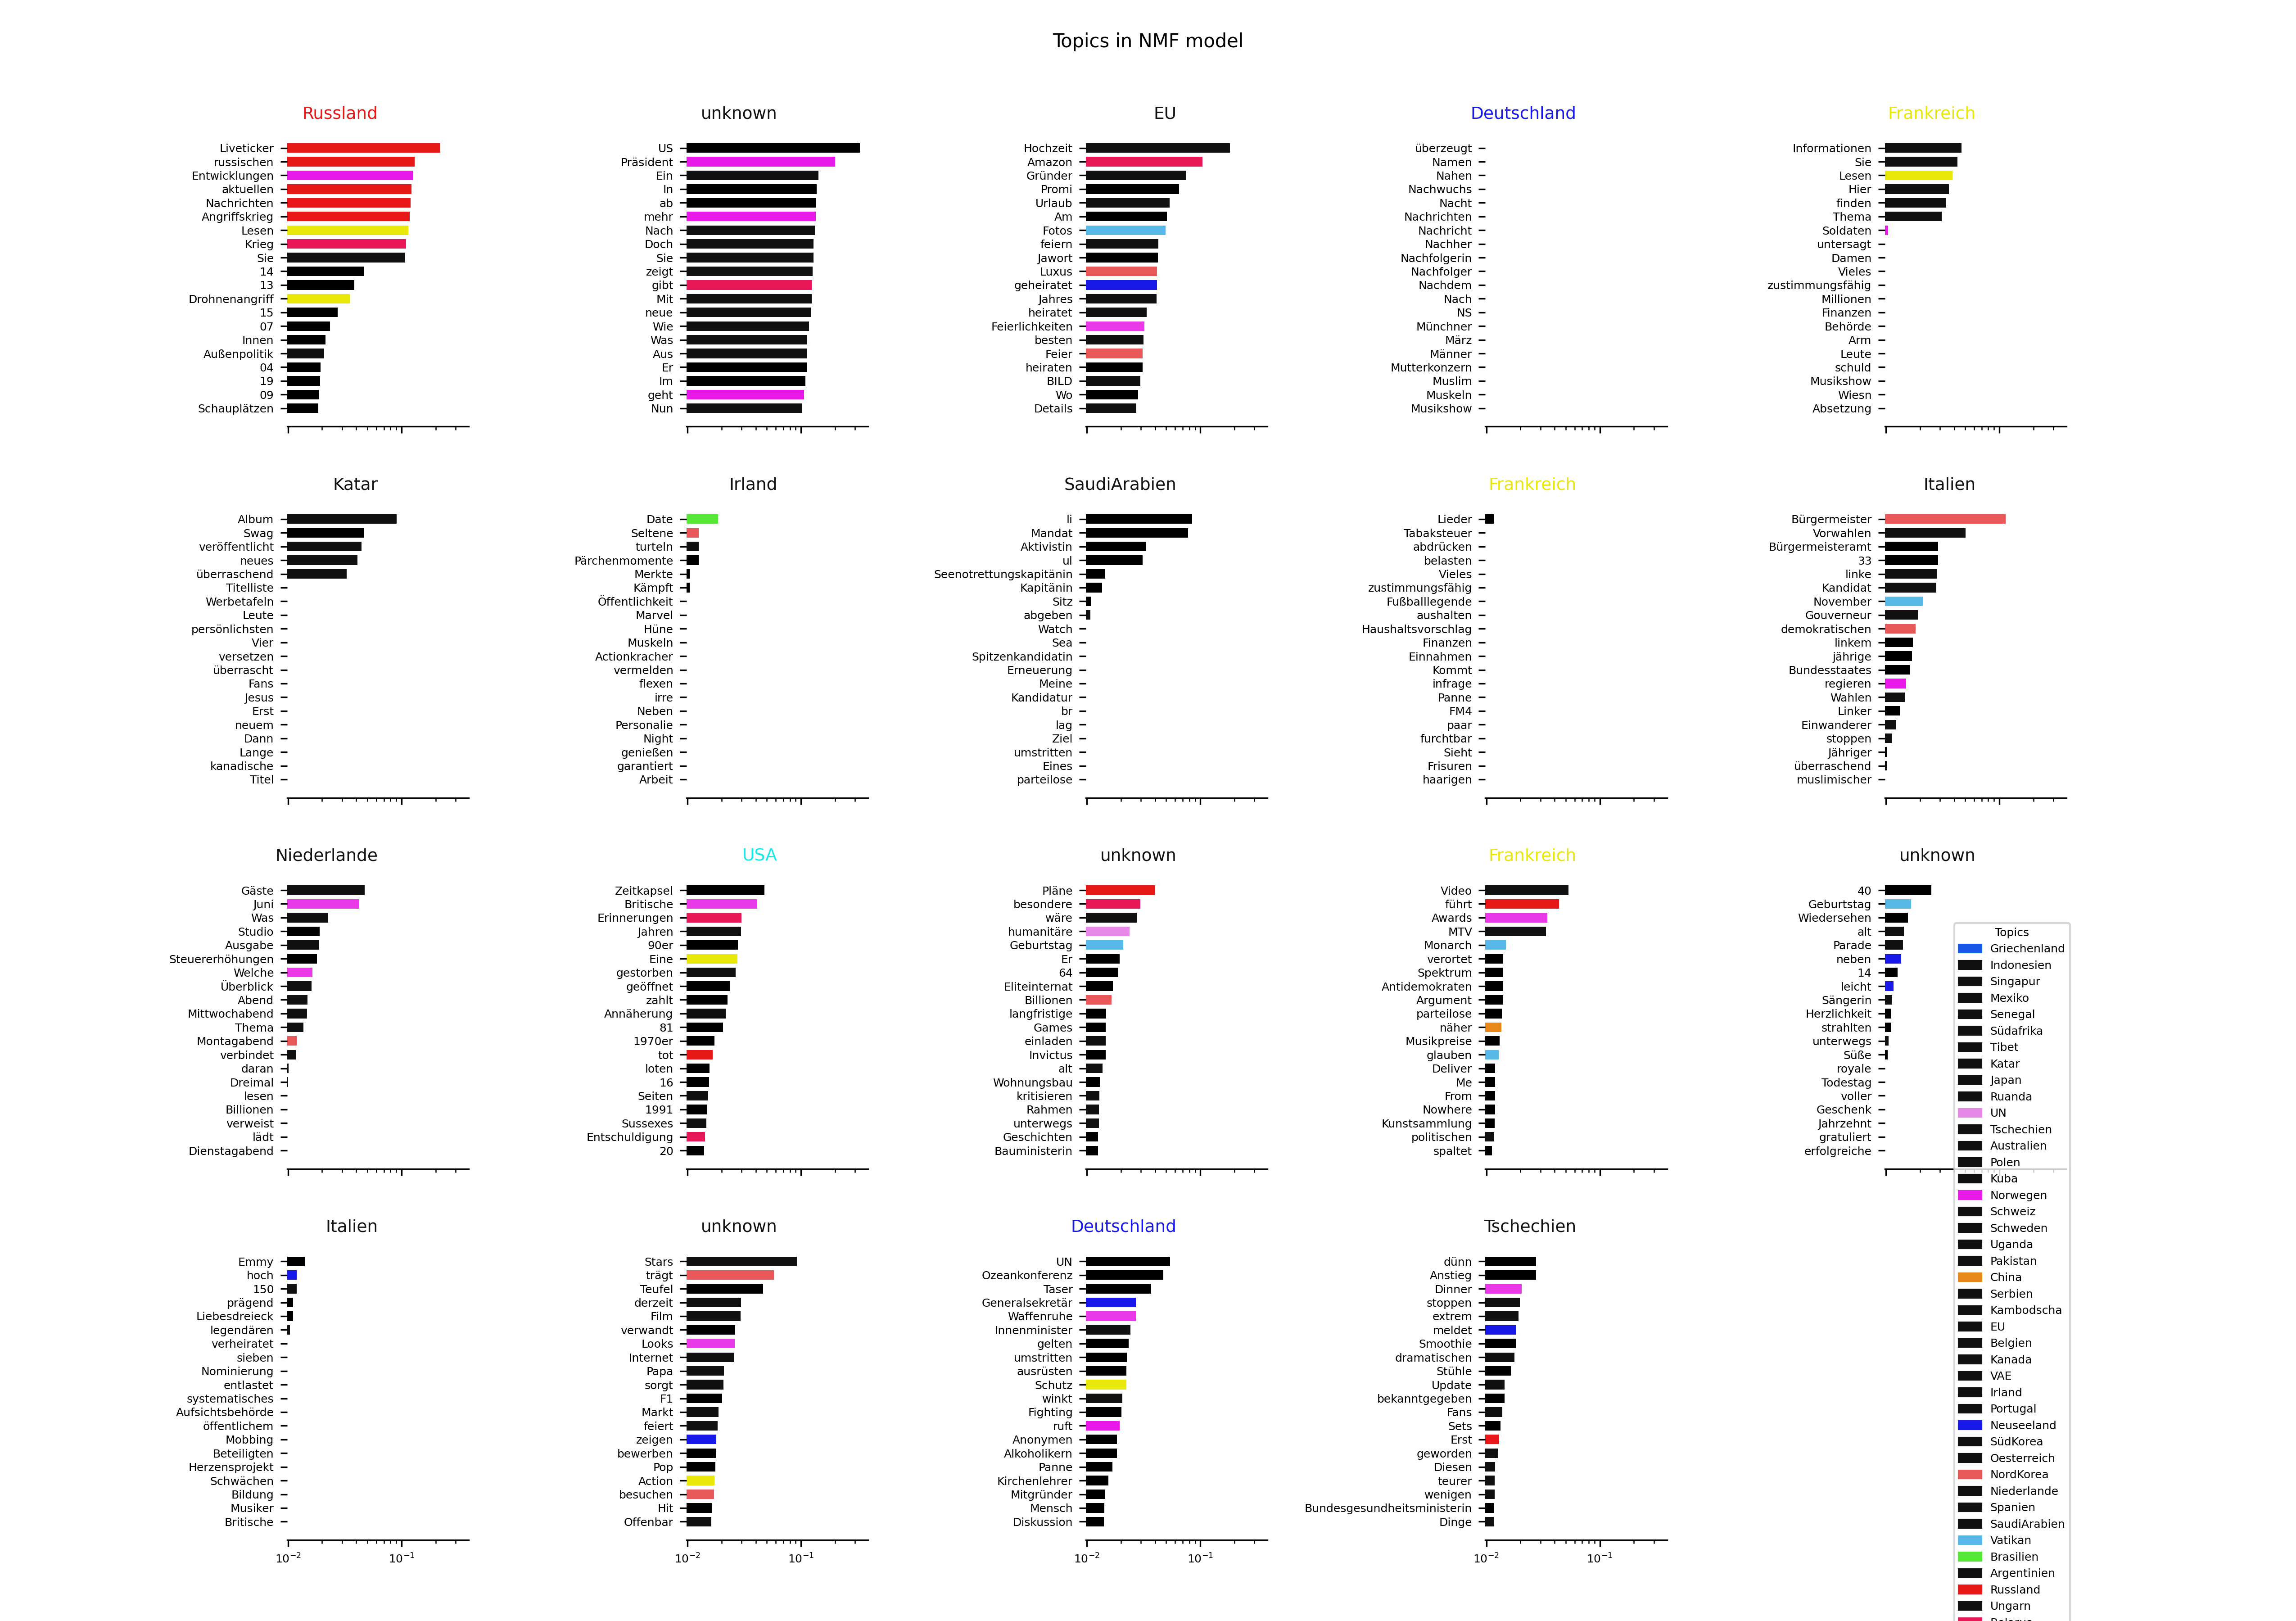 Topics in NMF model
Russland
Liveticker
russischen
Entwicklungen
aktuellen
Nachrichten
Angriffskrieg
Lesen
Krieg
Sie
14
13
Drohnenangriff
15
07
Innen
Außenpolitik
04
19
09
Schauplätzen
unknown
US
Präsident
Ein
In
ab
mehr
Nach
Doch
Sie
zeigt
gibt
Mit
neue
Wie
Was
Aus
Er
Im
geht
Nun
EU
Hochzeit
Amazon
Gründer
Promi
Urlaub
Am
Fotos
feiern
Jawort
Luxus
geheiratet
Jahres
heiratet
Feierlichkeiten
besten
Feier
heiraten
BILD
Wo
Details
Deutschland
überzeugt
Namen
Nahen
Nachwuchs
Nacht
Nachrichten
Nachricht
Nachher
Nachfolgerin
Nachfolger
Nachdem
Nach
NS
Münchner
März
Männer
Mutterkonzern
Muslim
Muskeln
Musikshow
Frankreich
Informationen
Sie
Lesen
Hier
finden
Thema
Soldaten
untersagt
Damen
Vieles
zustimmungsfähig
Millionen
Finanzen
Behörde
Arm
Leute
schuld
Musikshow
Wiesn
Absetzung
Katar
Album
Swag
veröffentlicht
neues
überraschend
Titelliste
Werbetafeln
Leute
persönlichsten
Vier
versetzen
überrascht
Fans
Jesus
Erst
neuem
Dann
Lange
kanadische
Titel
Irland
Date
Seltene
turteln
Pärchenmomente
Merkte
Kämpft
Öffentlichkeit
Marvel
Hüne
Muskeln
Actionkracher
vermelden
flexen
irre
Neben
Personalie
Night
genießen
garantiert
Arbeit
SaudiArabien
li
Mandat
Aktivistin
ul
Seenotrettungskapitänin
Kapitänin
Sitz
abgeben
Watch
Sea
Spitzenkandidatin
Erneuerung
Meine
Kandidatur
br
lag
Ziel
umstritten
Eines
parteilose
Frankreich
Lieder
Tabaksteuer
abdrücken
belasten
Vieles
zustimmungsfähig
Fußballlegende
aushalten
Haushaltsvorschlag
Finanzen
Einnahmen
Kommt
infrage
Panne
FM4
paar
furchtbar
Sieht
Frisuren
haarigen
Italien
Bürgermeister
Vorwahlen
Bürgermeisteramt
33
linke
Kandidat
November
Gouverneur
demokratischen
linkem
jährige
Bundesstaates
regieren
Wahlen
Linker
Einwanderer
stoppen
Jähriger
überraschend
muslimischer
Niederlande
Gäste
Juni
Was
Studio
Ausgabe
Steuererhöhungen
Welche
Überblick
Abend
Mittwochabend
Thema
Montagabend
verbindet
daran
Dreimal
lesen
Billionen
verweist
lädt
Dienstagabend
USA
Zeitkapsel
Britische
Erinnerungen
Jahren
90er
Eine
gestorben
geöffnet
zahlt
Annäherung
81
1970er
tot
loten
16
Seiten
1991
Sussexes
Entschuldigung
20
unknown
Pläne
besondere
wäre
humanitäre
Geburtstag
Er
64
Eliteinternat
Billionen
langfristige
Games
einladen
Invictus
alt
Wohnungsbau
kritisieren
Rahmen
unterwegs
Geschichten
Bauministerin
Frankreich
Video
führt
Awards
MTV
Monarch
verortet
Spektrum
Antidemokraten
Argument
parteilose
näher
Musikpreise
glauben
Deliver
Me
From
Nowhere
Kunstsammlung
politischen
spaltet
unknown
40
Geburtstag
Wiedersehen
alt
Parade
neben
14
leicht
Sängerin
Herzlichkeit
strahlten
unterwegs
Süße
royale
Todestag
voller
Geschenk
Jahrzehnt
gratuliert
erfolgreiche
Italien
Emmy
hoch
150
prägend
Liebesdreieck
legendären
verheiratet
sieben
Nominierung
entlastet
systematisches
Aufsichtsbehörde
öffentlichem
Mobbing
Beteiligten
Herzensprojekt
Schwächen
Bildung
Musiker
Britische
10⁻² 10⁻¹
unknown
Stars
trägt
Teufel
derzeit
Film
verwandt
Looks
Internet
Papa
sorgt
F1
Markt
feiert
zeigen
bewerben
Pop
Action
besuchen
Hit
Offenbar
10⁻² 10⁻¹
Deutschland
UN
Ozeankonferenz
Taser
Generalsekretär
Waffenruhe
Innenminister
gelten
umstritten
ausrüsten
Schutz
winkt
Fighting
ruft
Anonymen
Alkoholikern
Panne
Kirchenlehrer
Mitgründer
Mensch
Diskussion
10⁻² 10⁻¹
Tschechien
dünn
Anstieg
Dinner
stoppen
extrem
meldet
Smoothie
dramatischen
Stühle
Update
bekanntgegeben
Fans
Sets
Erst
geworden
Diesen
teurer
wenigen
Bundesgesundheitsministerin
Dinge
10⁻² 10⁻¹
Topics
Griechenland
Indonesien
Singapur
Mexiko
Senegal
Südafrika
Tibet
Katar
Japan
Ruanda
UN
Tschechien
Australien
Polen
Kuba
Norwegen
Schweiz
Schweden
Uganda
Pakistan
China
Serbien
Kambodscha
EU
Belgien
Kanada
VAE
Irland
Portugal
Neuseeland
SüdKorea
Oesterreich
NordKorea
Niederlande
Spanien
SaudiArabien
Vatikan
Brasilien
Argentinien
Russland
Ungarn